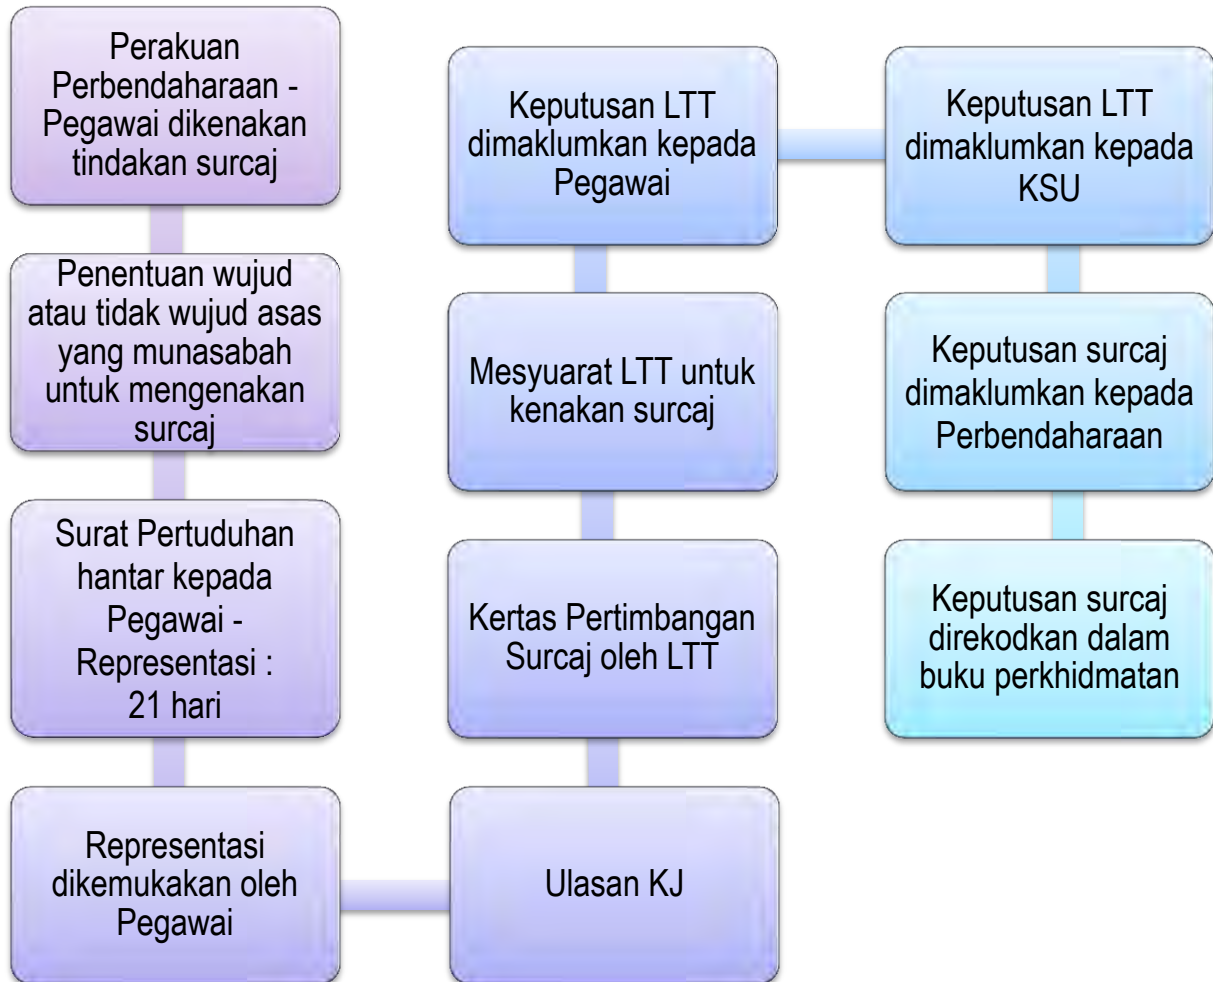 Perakuan
Perbendaharaan -
Pegawai dikenakan
tindakan surcaj
Penentuan wujud
atau tidak wujud asas
yang munasabah
untuk mengenakan
surcaj
Surat Pertuduhan
hantar kepada
Pegawai -
Representasi :
21 hari
Representasi
dikemukakan oleh
Pegawai
Ulasan KJ
Kertas Pertimbangan
Surcaj oleh LTT
Mesyuarat LTT untuk
kenakan surcaj
Keputusan LTT
dimaklumkan kepada
Pegawai
Keputusan LTT
dimaklumkan kepada
KSU
Keputusan surcaj
dimaklumkan kepada
Perbendaharaan
Keputusan surcaj
direkodkan dalam
buku perkhidmatan